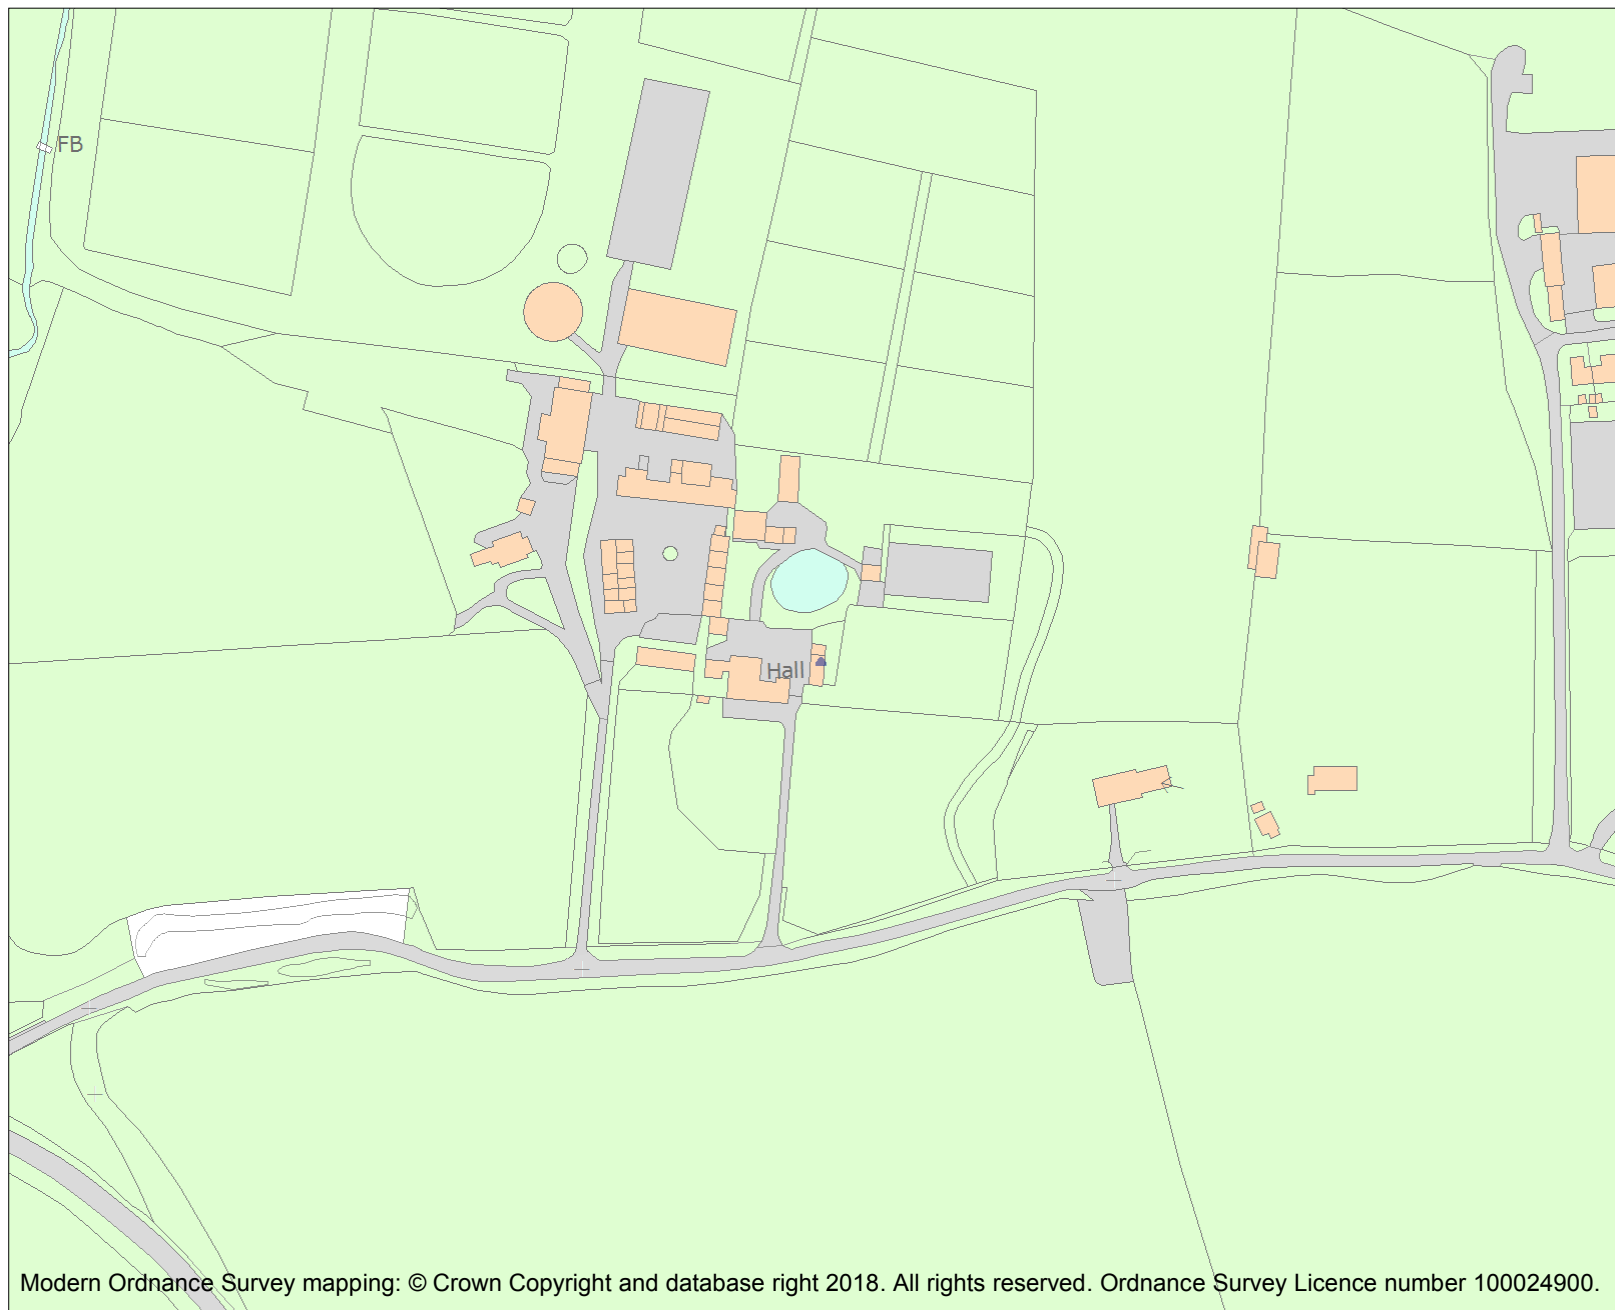 FB
Hall
Modern Ordnance Survey mapping: © Crown Copyright and database right 2018. All rights reserved. Ordnance Survey Licence number 100024900.